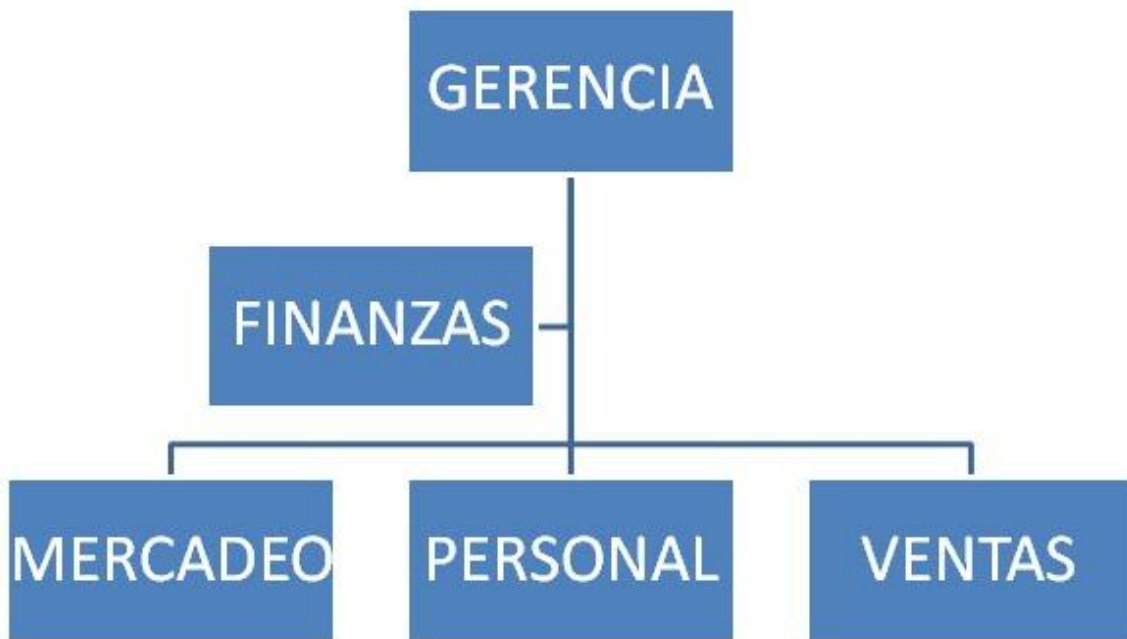 GERENCIA
FINANZAS
MERCADEO
PERSONAL
VENTAS